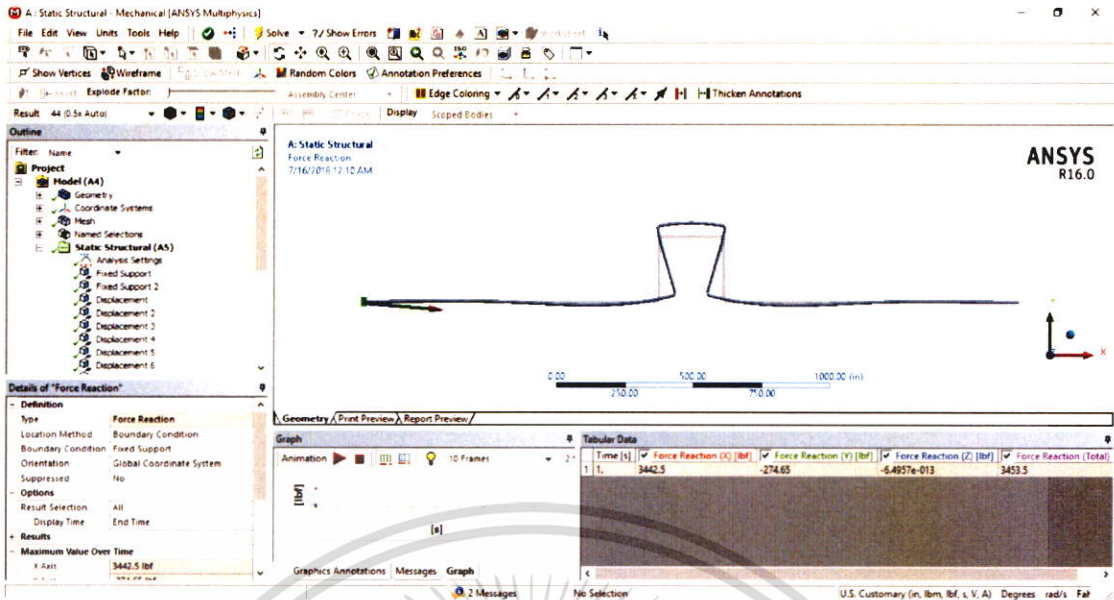 A : Static Structural - Mechanical [ANSYS Multiphysics]
File Edit View Units Tools Help Solve ?/ Show Errors Worksheet
Show Vertices Wireframe Random Colors Annotation Preferences
Reset Explode Factor: Assembly Center Edge Coloring Thicken Annotations
Result 44 (0.5x Auto) Display Scoped Bodies
Outline
Filter: Name
Project
Model (A4)
Geometry
Coordinate Systems
Mesh
Named Selections
Static Structural (A5)
Analysis Settings
Fixed Support
Fixed Support 2
Displacement
Displacement 2
Displacement 3
Displacement 4
Displacement 5
Displacement 6
A: Static Structural
Force Reaction
7/16/2018 12:10 AM
ANSYS
R16.0
0.00 500.00 1000.00 (in)
250.00 750.00
Y
X
Geometry Print Preview Report Preview
Details of "Force Reaction"
Definition
Type Force Reaction
Location Method Boundary Condition
Boundary Condition Fixed Support
Orientation Global Coordinate System
Suppressed No
Options
Result Selection All
Display Time End Time
Results
Maximum Value Over Time
X Axis 3442.5 lbf
Graph
Animation 10 Frames
[lbf]
[s]
Graphics Annotations Messages Graph
Tabular Data
Time [s] Force Reaction (X) [lbf] Force Reaction (Y) [lbf] Force Reaction (Z) [lbf] Force Reaction (Total)
1 1. 3442.5 -274.65 -6.4957e-013 3453.5
2 Messages No Selection U.S. Customary (in, lbm, lbf, s, V, A) Degrees rad/s Fah